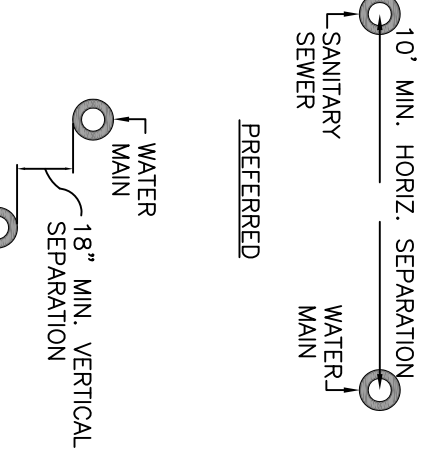 10' MIN. HORIZ. SEPARATION
SANITARY
SEWER
WATER
MAIN
PREFERRED
WATER
MAIN
18" MIN. VERTICAL
SEPARATION